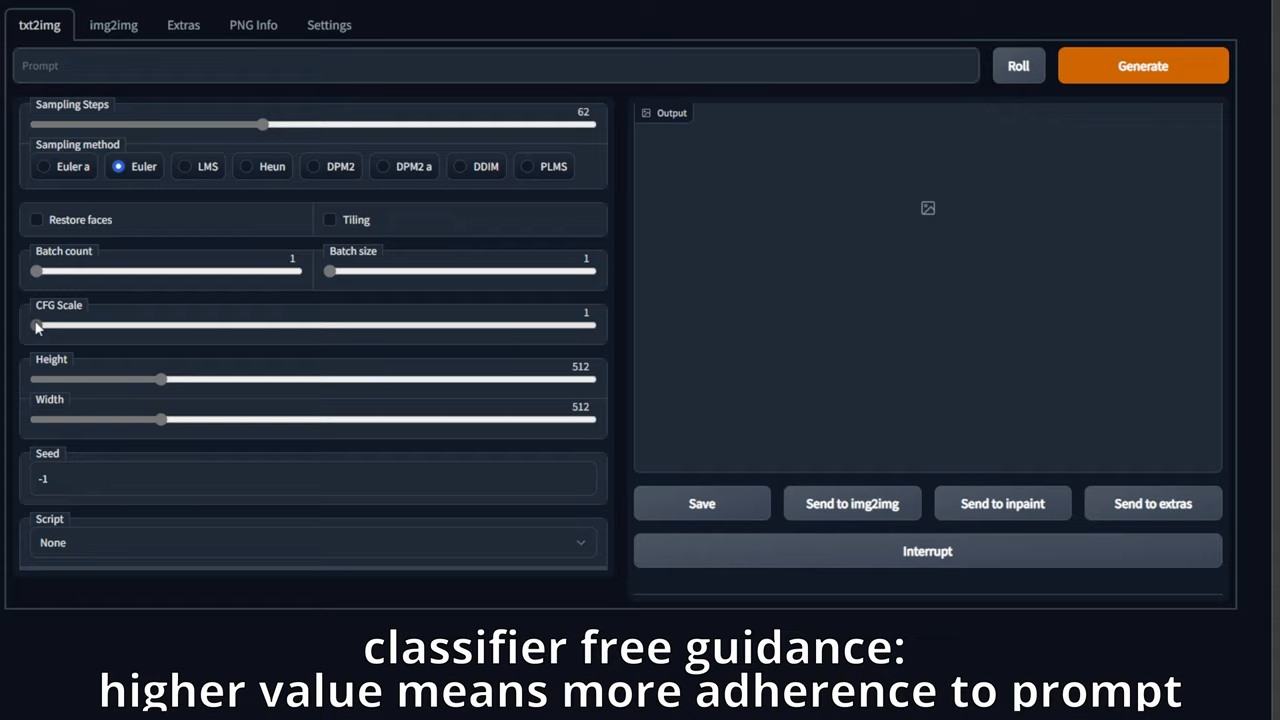 txt2img img2img Extras PNG Info Settings
Prompt
Roll
Generate
Sampling Steps
62
Sampling method
Euler a Euler LMS Heun DPM2 DPM2 a DDIM PLMS
Restore faces Tiling
Batch count
1
Batch size
1
CFG Scale
1
Height
512
Width
512
Seed
-1
Script
None
Output
Save Send to img2img Send to inpaint Send to extras
Interrupt
classifier free guidance:
higher value means more adherence to prompt